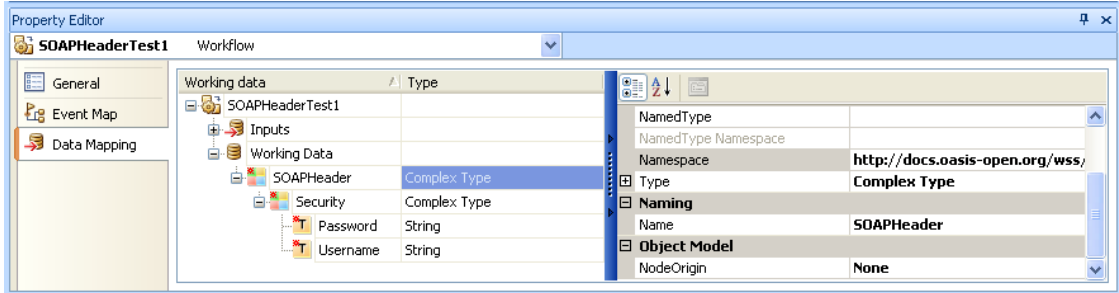 Property Editor
SOAPHeaderTest1 Workflow
General
Event Map
Data Mapping
Working data Type
SOAPHeaderTest1
Inputs
Working Data
SOAPHeader Complex Type
Security Complex Type
Password String
Username String
NamedType
NamedType Namespace
Namespace http://docs.oasis-open.org/wss/
Type Complex Type
Naming
Name SOAPHeader
Object Model
NodeOrigin None